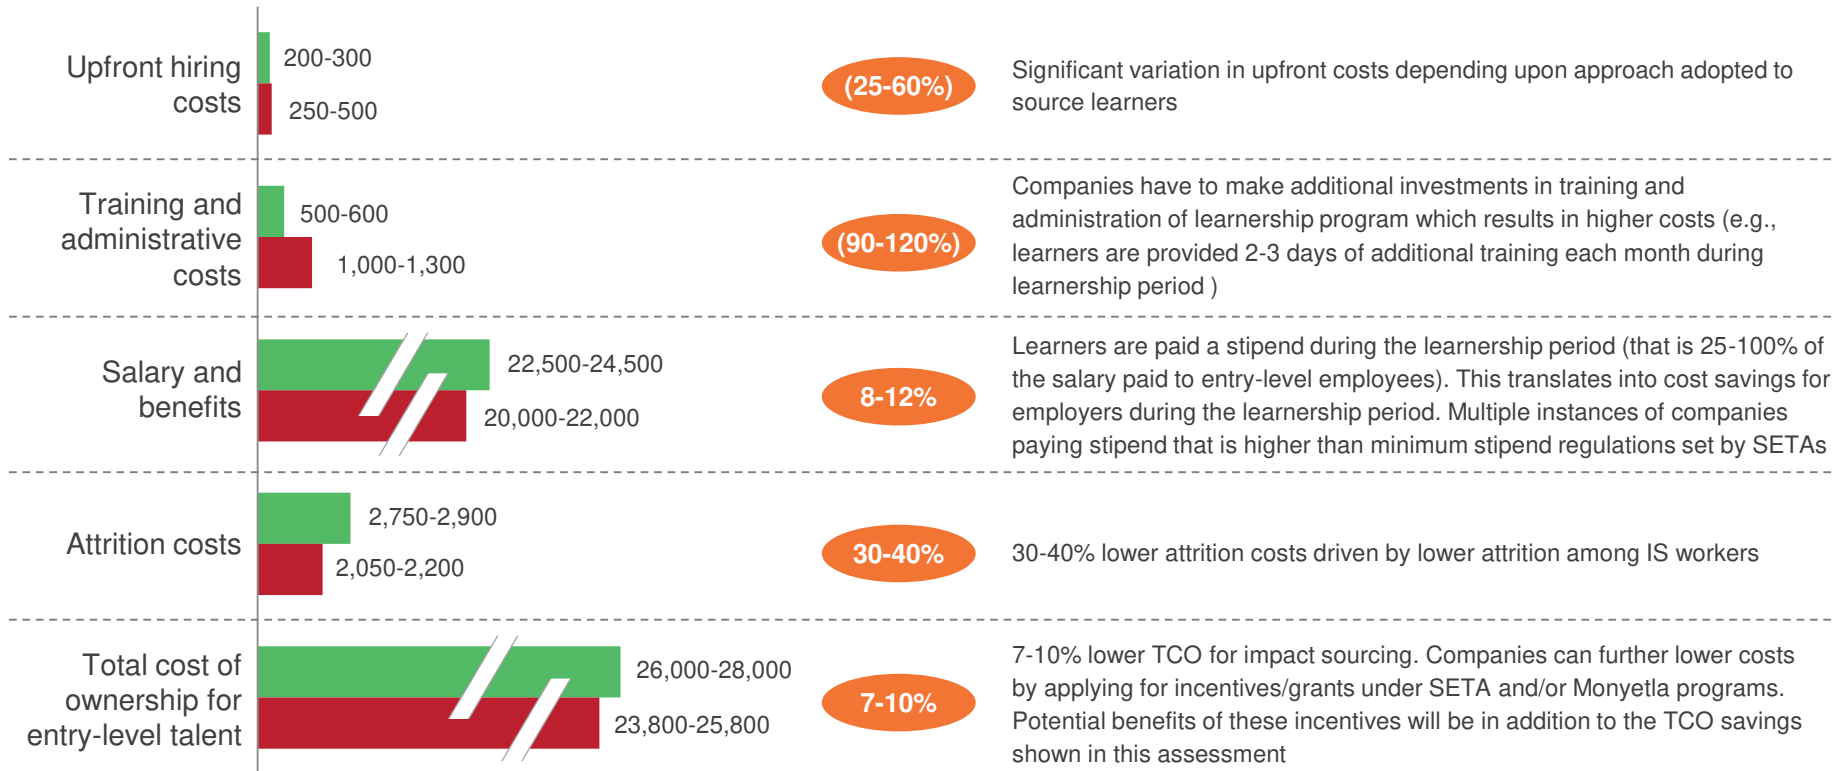 Upfront hiring
costs
200-300
250-500
(25-60%)
Significant variation in upfront costs depending upon approach adopted to
source learners
Training and
administrative
costs
500-600
1,000-1,300
(90-120%)
Companies have to make additional investments in training and
administration of learnership program which results in higher costs (e.g.,
learners are provided 2-3 days of additional training each month during
learnership period )
Salary and
benefits
22,500-24,500
20,000-22,000
8-12%
Learners are paid a stipend during the learnership period (that is 25-100% of
the salary paid to entry-level employees). This translates into cost savings for
employers during the learnership period. Multiple instances of companies
paying stipend that is higher than minimum stipend regulations set by SETAs
Attrition costs
2,750-2,900
2,050-2,200
30-40%
30-40% lower attrition costs driven by lower attrition among IS workers
Total cost of
ownership for
entry-level talent
26,000-28,000
23,800-25,800
7-10%
7-10% lower TCO for impact sourcing. Companies can further lower costs
by applying for incentives/grants under SETA and/or Monyetla programs.
Potential benefits of these incentives will be in addition to the TCO savings
shown in this assessment